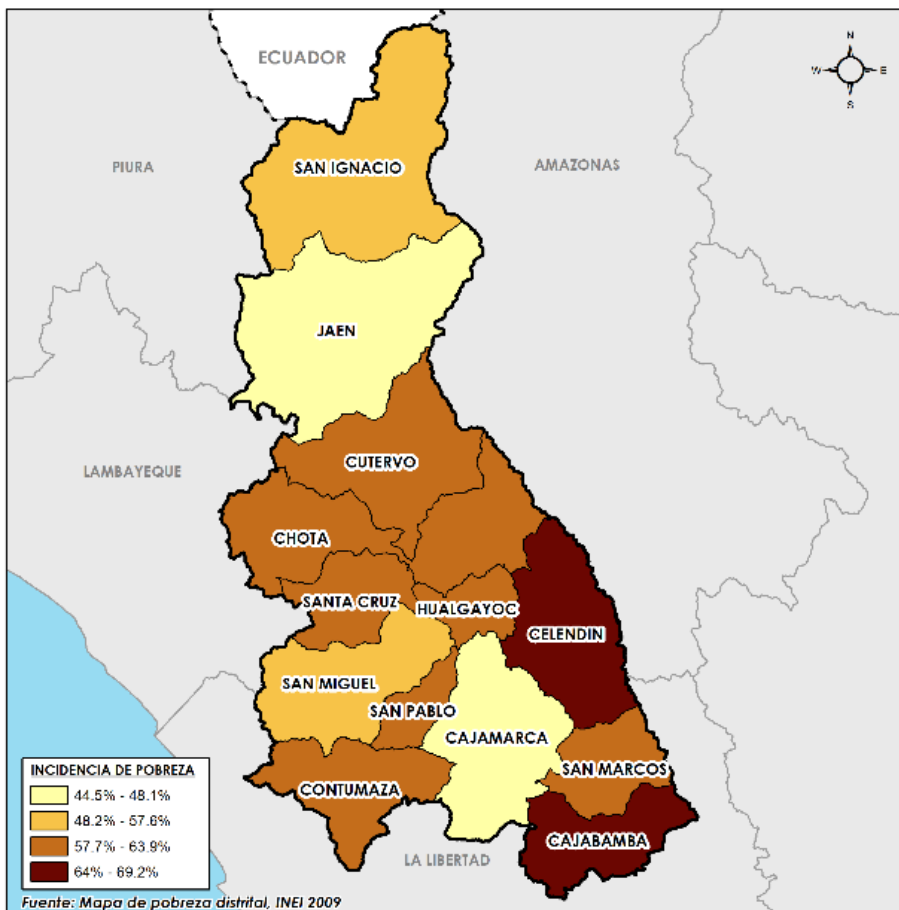 ECUADOR
N
W
E
S
SAN IGNACIO
PIURA
AMAZONAS
JAEN
CUTERVO
LAMBAYEQUE
CHOTA
SANTA CRUZ
HUALGAYOC
CELENDIN
SAN MIGUEL
SAN PABLO
CAJAMARCA
SAN MARCOS
CONTUMAZA
CAJABAMBA
LA LIBERTAD
INCIDENCIA DE POBREZA
44.5% - 48.1%
48.2% - 57.6%
57.7% - 63.9%
64% - 69.2%
Fuente: Mapa de pobreza distrital, INEI 2009